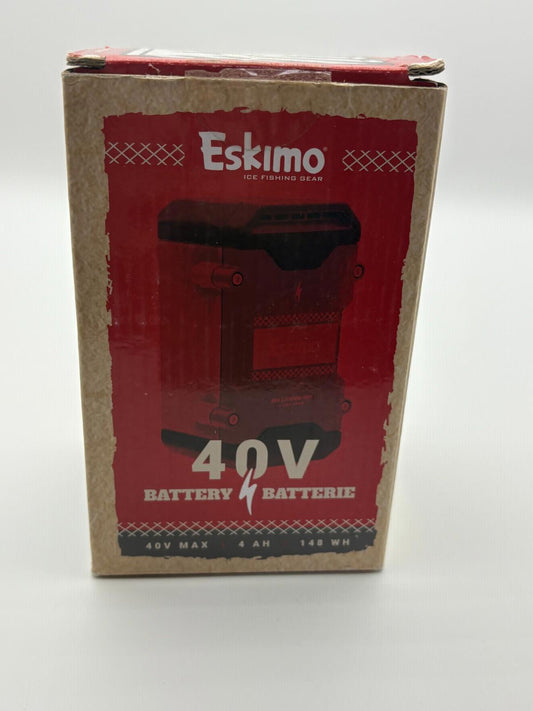 Eskimo®
ICE FISHING GEAR
40V
BATTERY BATTERIE
40V MAX 4 AH 148 WH